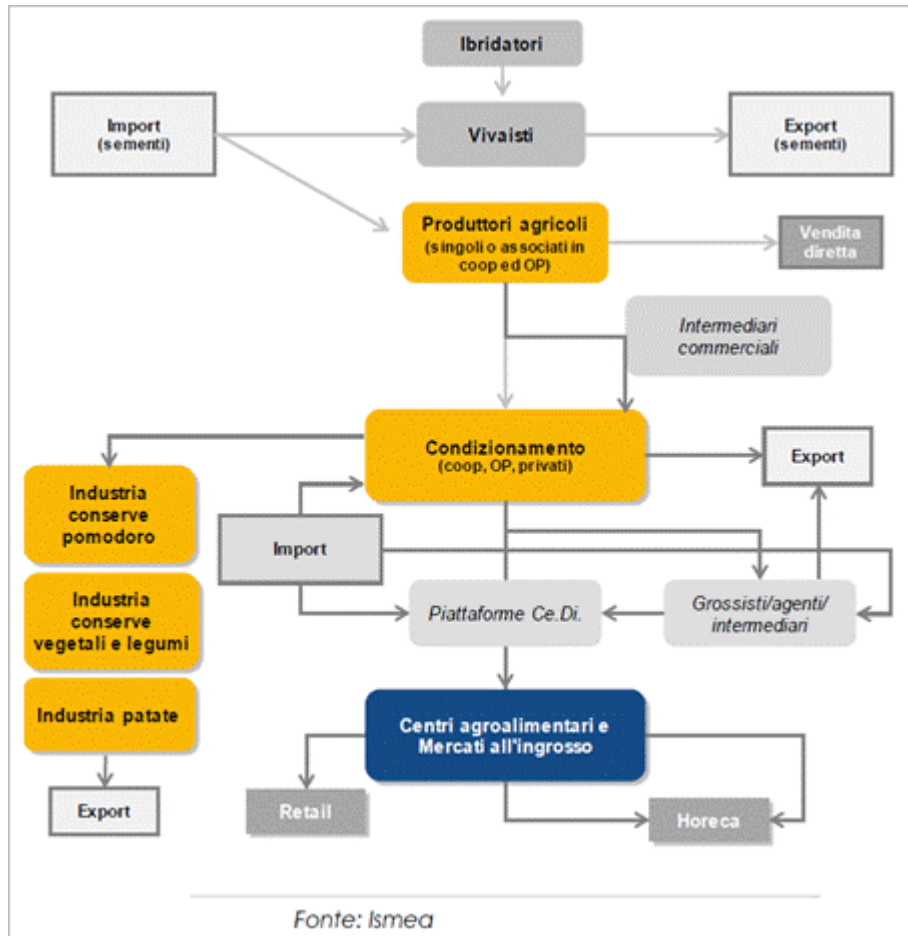 Ibridatori
Import
(sementi)
Vivaisti
Export
(sementi)
Produttori agricoli
(singoli o associati in
coop ed OP)
Vendita
diretta
Intermediari
commerciali
Condizionamento
(coop, OP, privati)
Export
Industria
conserve
pomodoro
Import
Industria
conserve
vegetali e legumi
Piattaforme Ce.Di.
Grossisti/agenti/
intermediari
Industria patate
Centri agroalimentari e
Mercati all'ingrosso
Export
Retail
Horeca
Fonte: Ismea